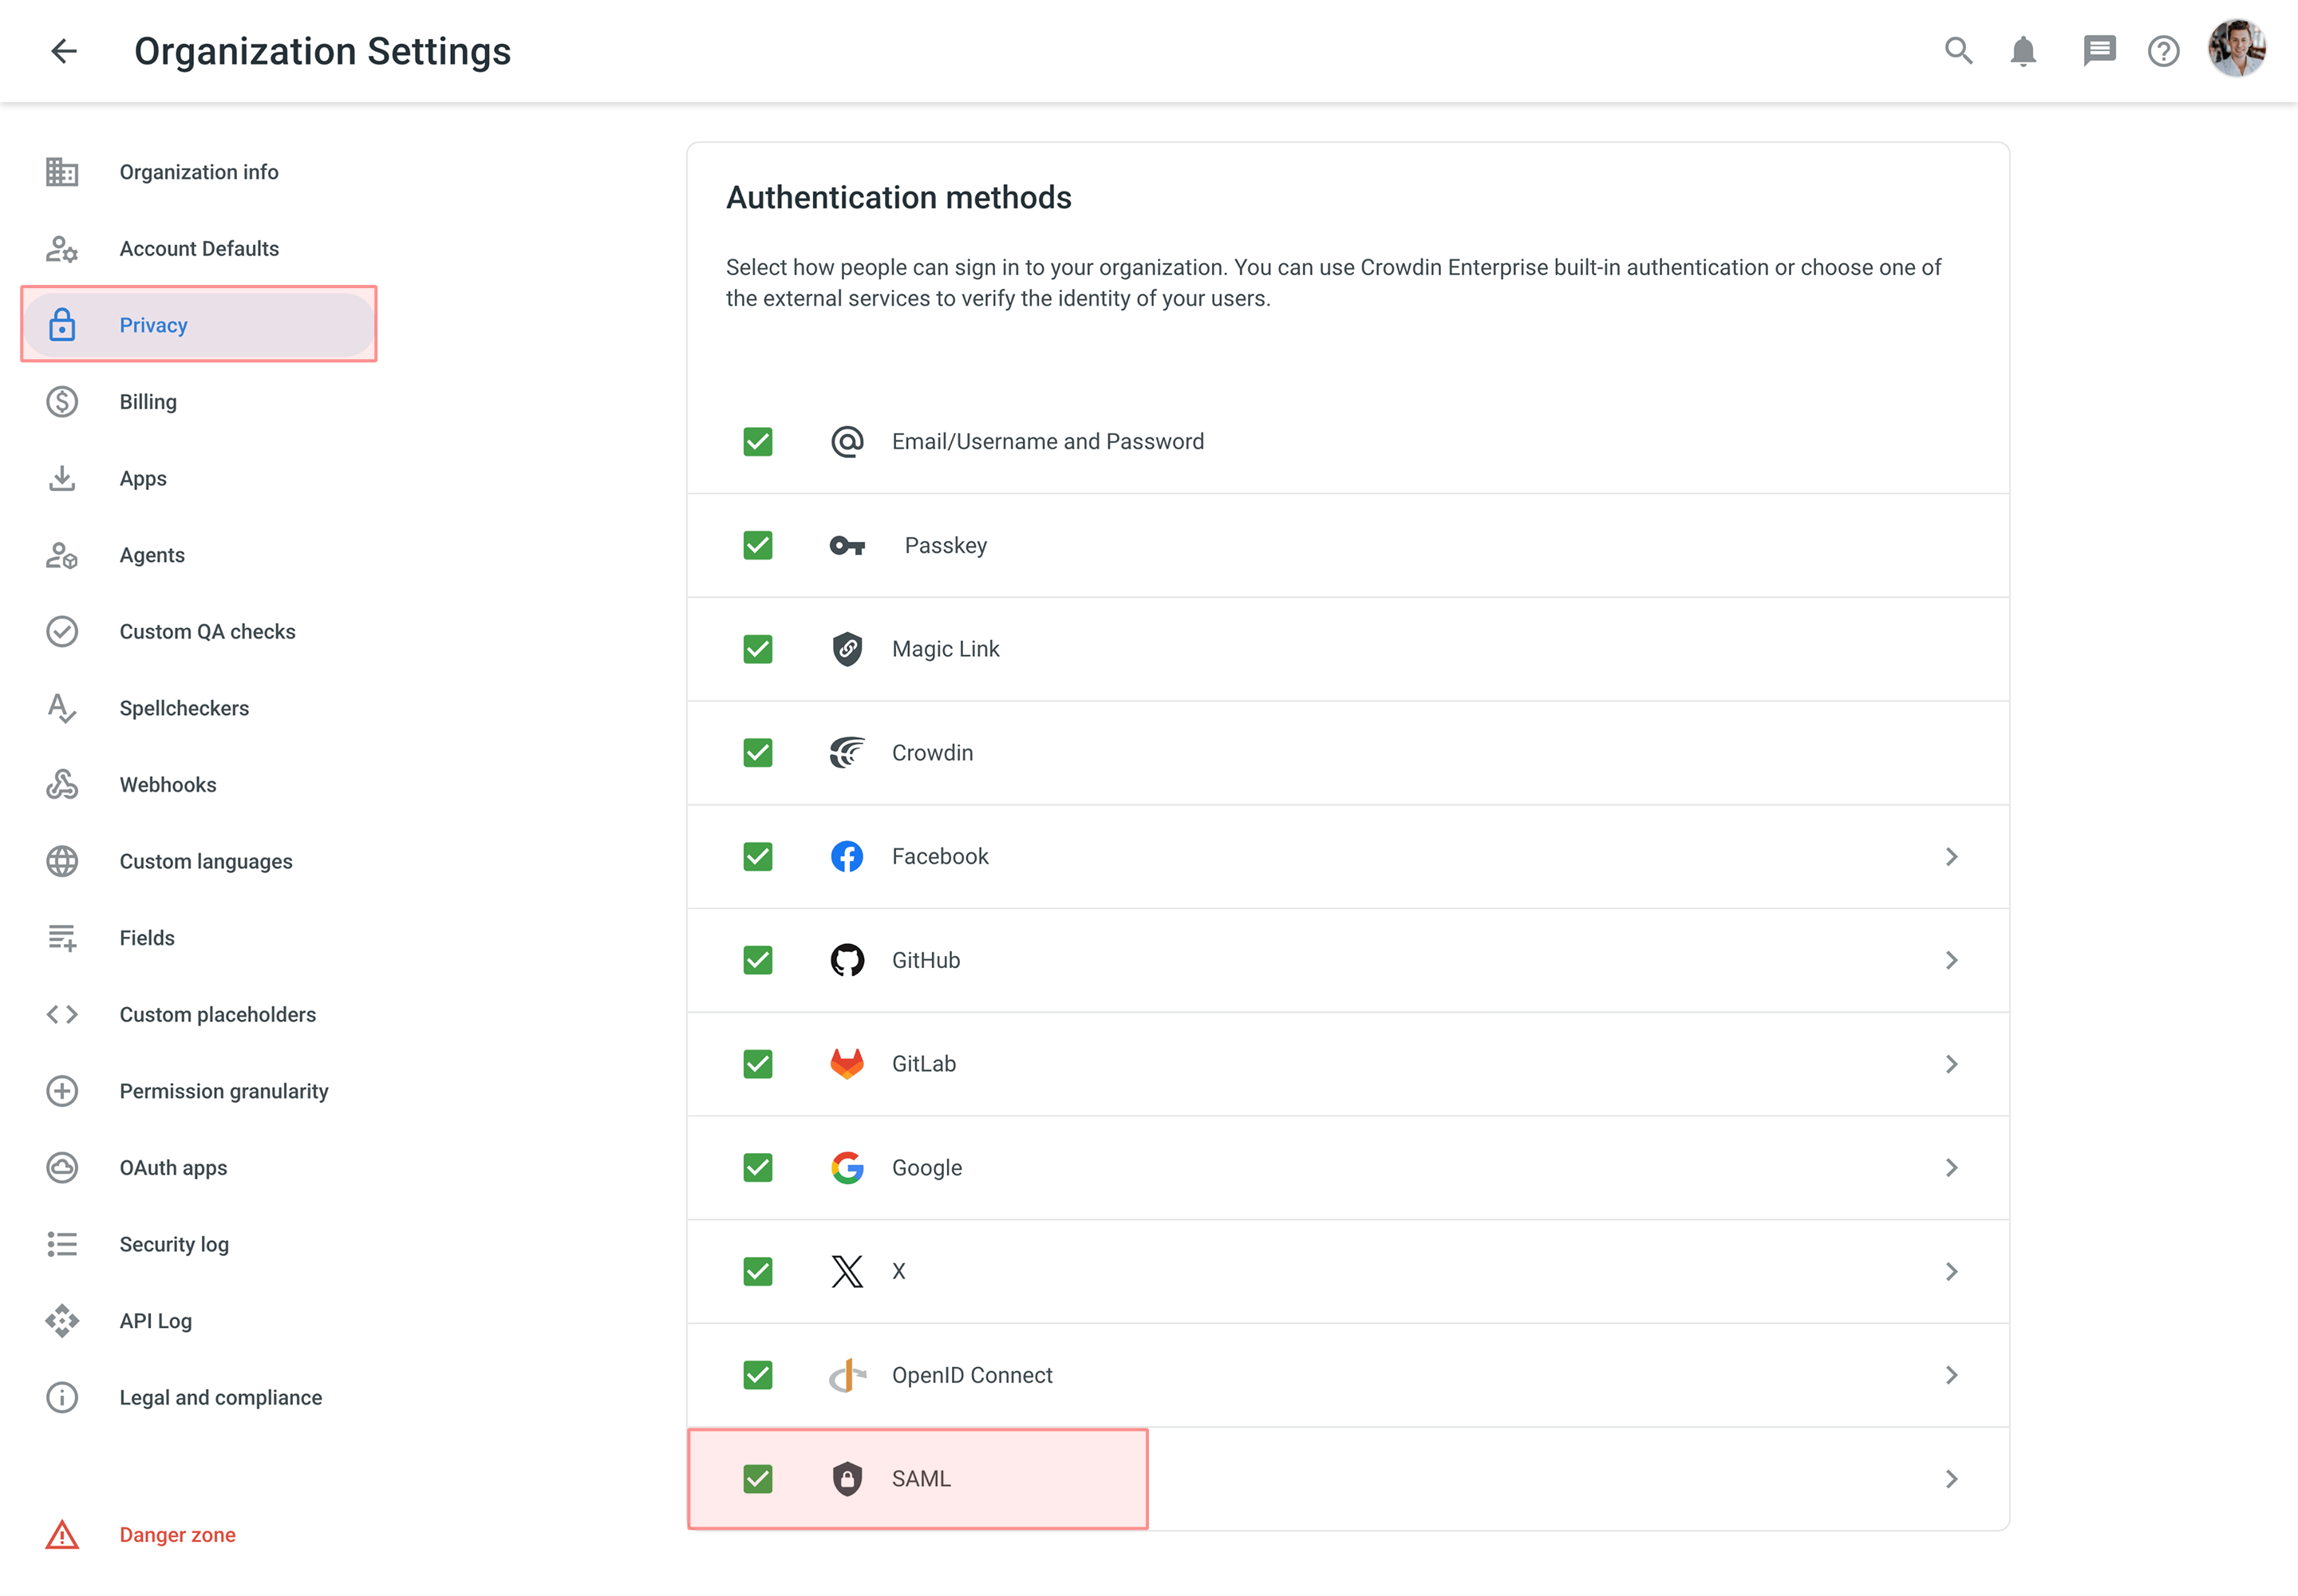 Organization Settings
Organization info
Account Defaults
Privacy
Billing
Apps
Agents
Custom QA checks
Spellcheckers
Webhooks
Custom languages
Fields
Custom placeholders
Permission granularity
OAuth apps
Security log
API Log
Legal and compliance
Danger zone
Authentication methods
Select how people can sign in to your organization. You can use Crowdin Enterprise built-in authentication or choose one of
the external services to verify the identity of your users.
Email/Username and Password
Passkey
Magic Link
Crowdin
Facebook
GitHub
GitLab
Google
X
OpenID Connect
SAML